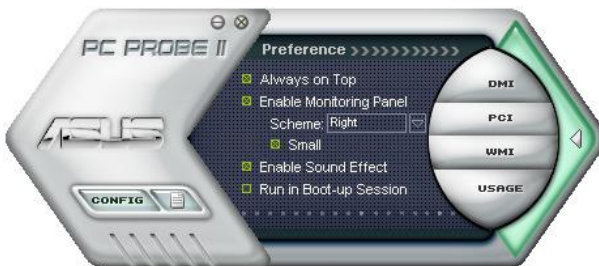 PC PROBE II
Preference
Always on Top
Enable Monitoring Panel
Scheme: Right
Small
Enable Sound Effect
Run in Boot-up Session
ASUS
CONFIG
DMI
PCI
WMI
USAGE